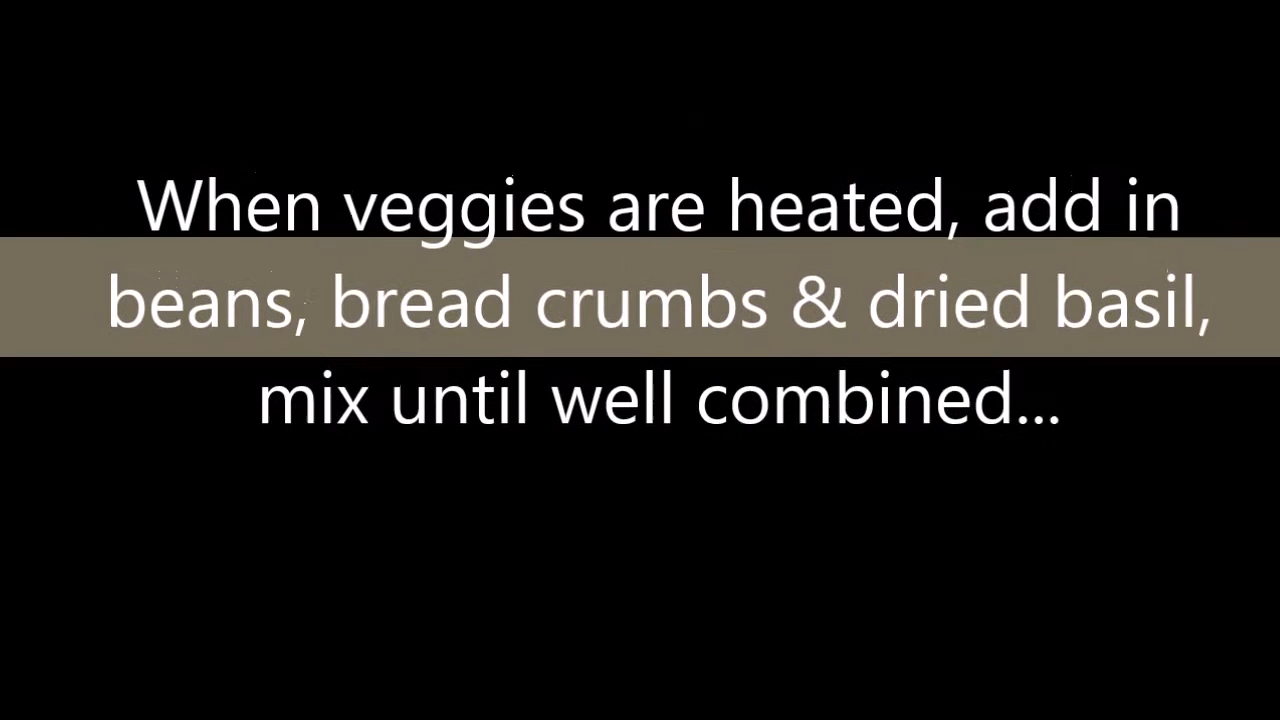 When veggies are heated, add in
beans, bread crumbs & dried basil,
mix until well combined...